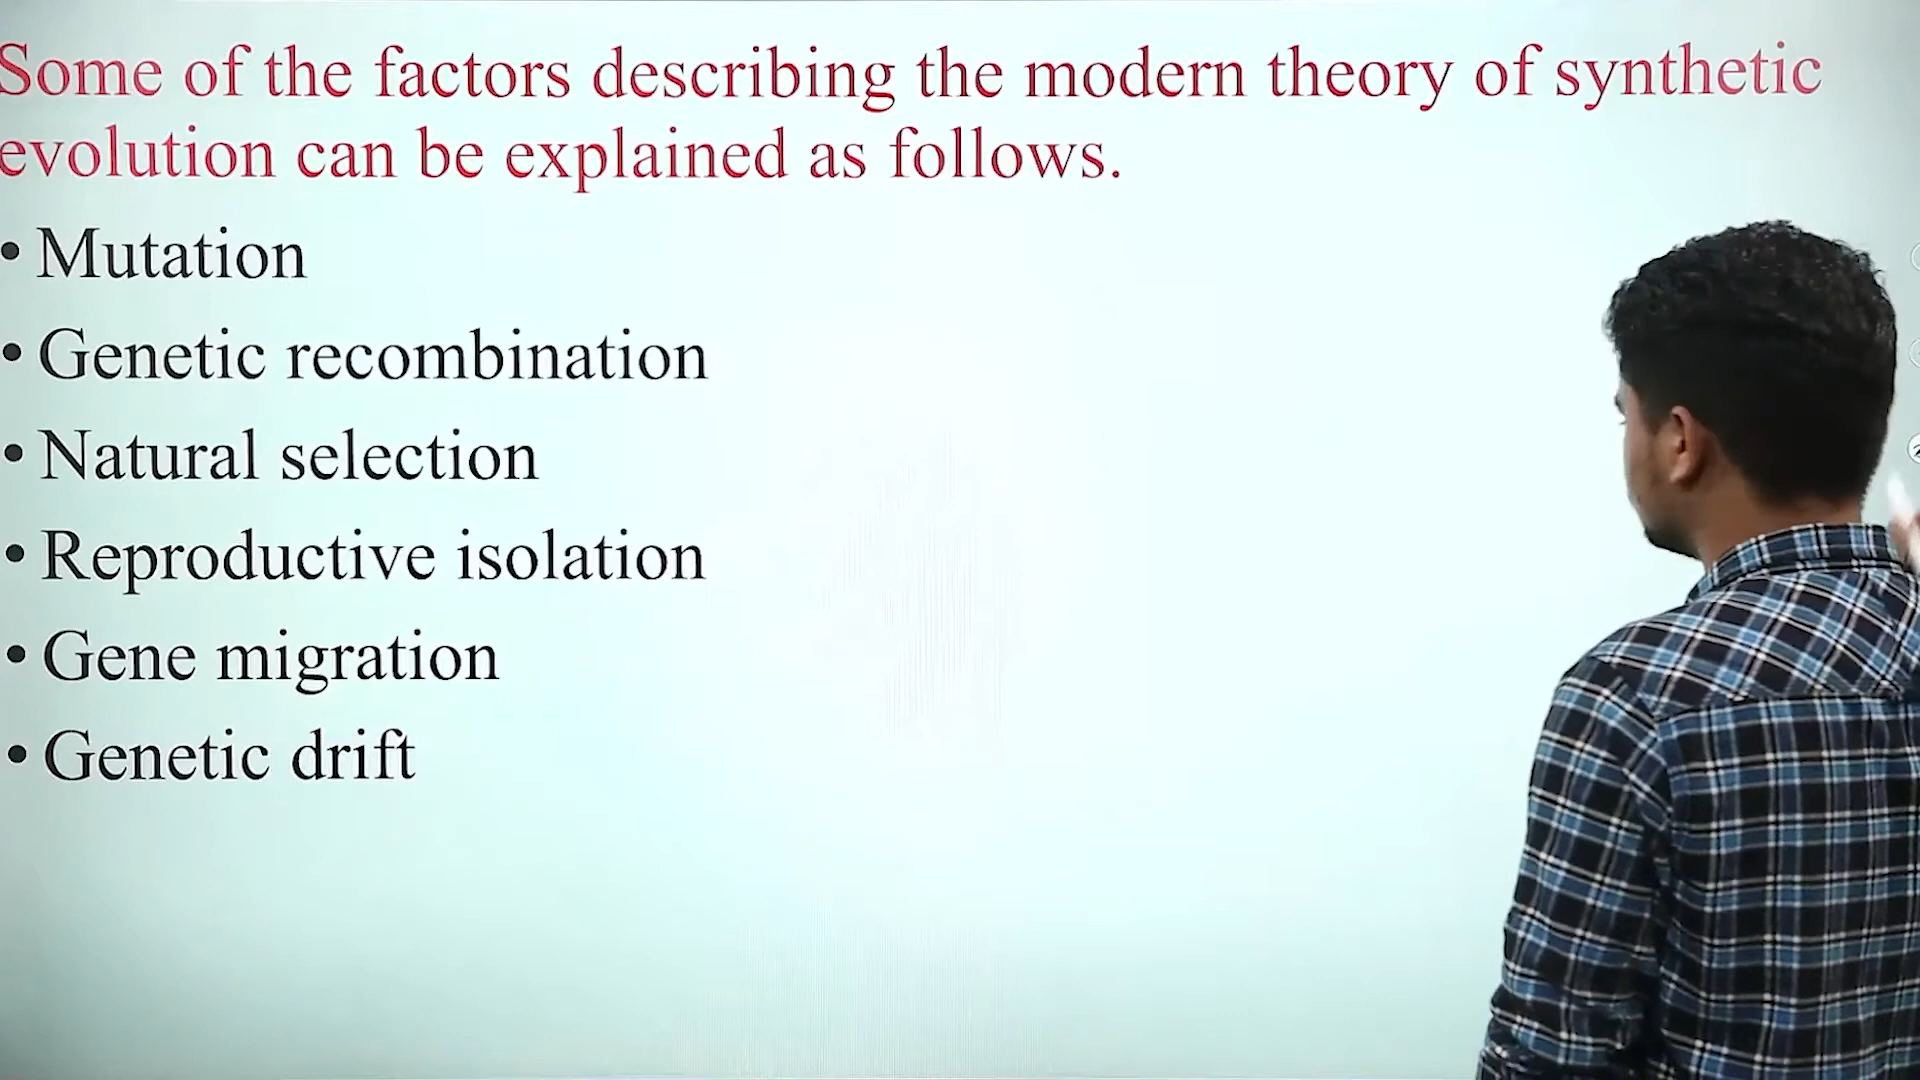 Some of the factors describing the modern theory of synthetic
evolution can be explained as follows.
• Mutation
• Genetic recombination
• Natural selection
• Reproductive isolation
• Gene migration
• Genetic drift